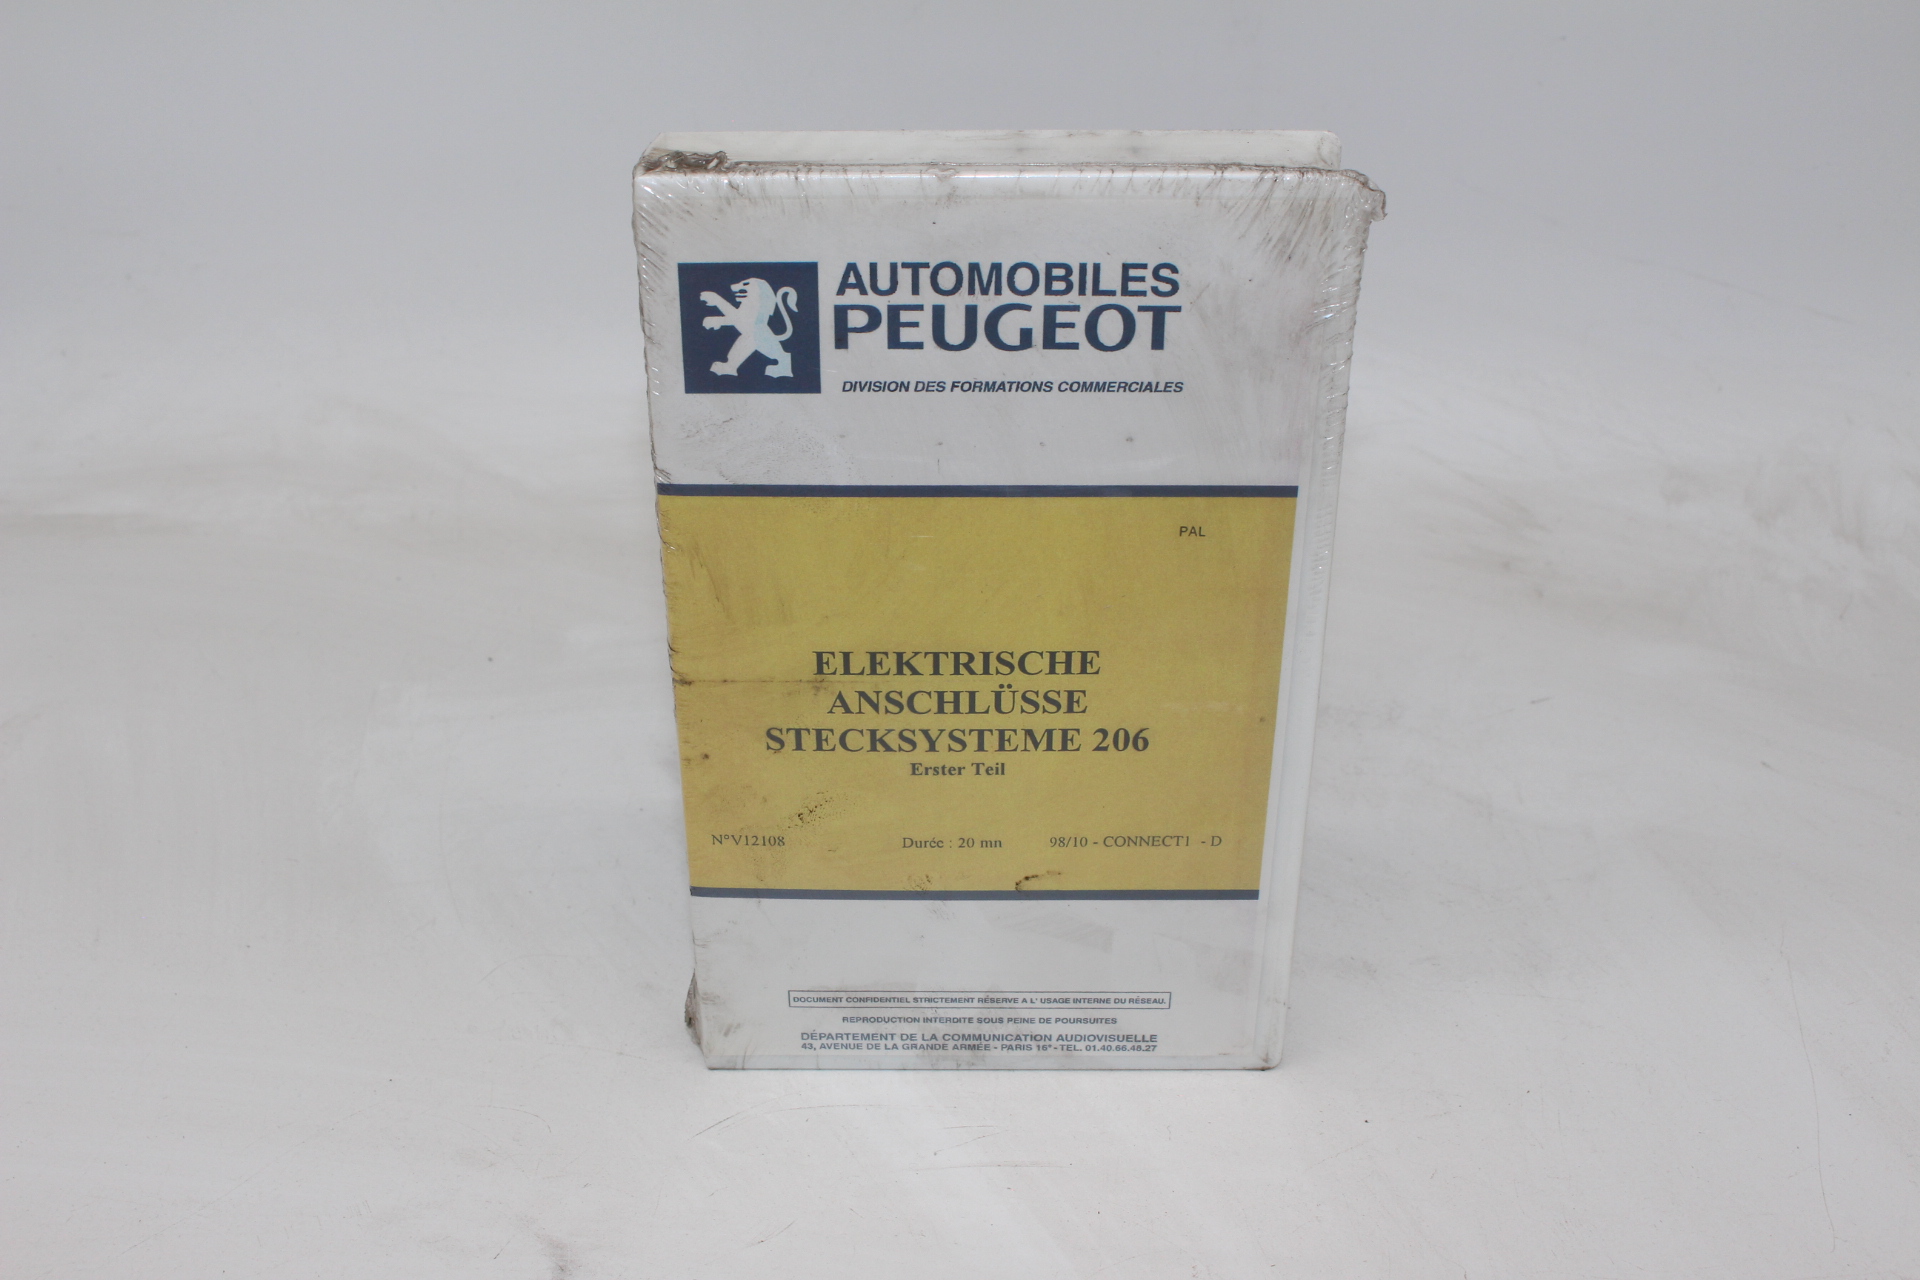 AUTOMOBILES
PEUGEOT
DIVISION DES FORMATIONS COMMERCIALES
PAL
ELEKTRISCHE
ANSCHLÜSSE
STECKSYSTEME 206
Erster Teil
N°V12108 Durée : 20 mn 98/10 - CONNECT1 - D
DOCUMENT CONFIDENTIEL STRICTEMENT RÉSERVE A L' USAGE INTERNE DU RÉSEAU.
REPRODUCTION INTERDITE SOUS PEINE DE POURSUITES
DÉPARTEMENT DE LA COMMUNICATION AUDIOVISUELLE
43, AVENUE DE LA GRANDE ARMÉE - PARIS 16e - TEL. 01.40.66.48.27